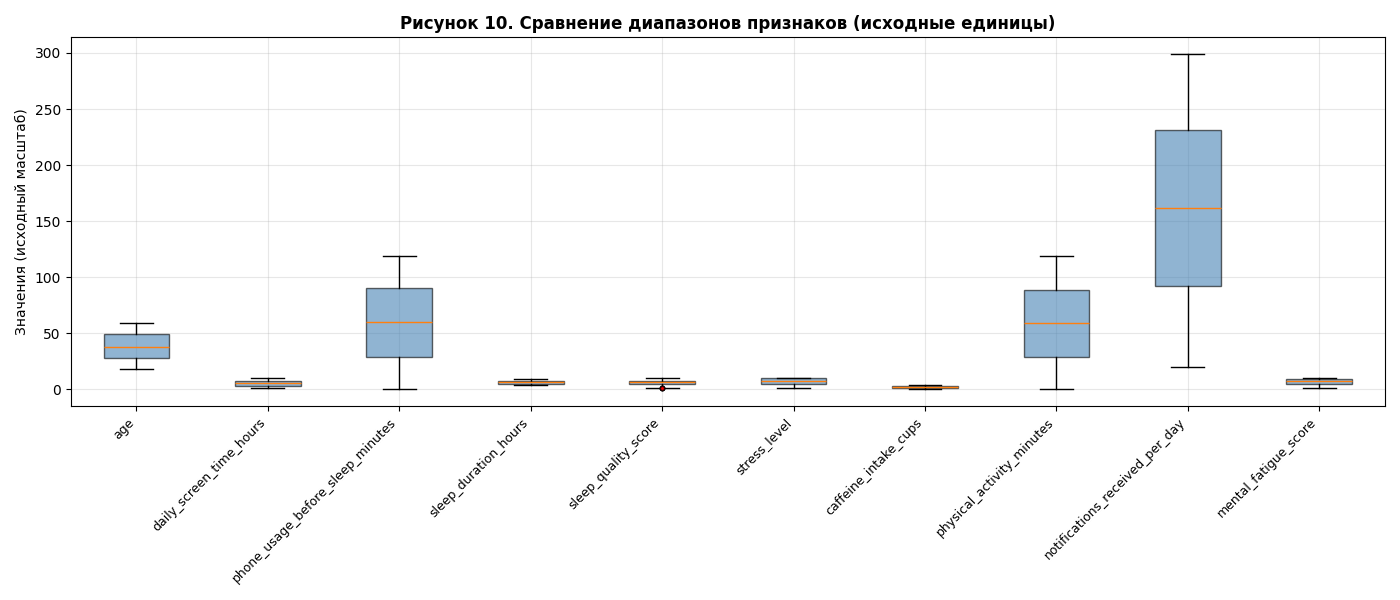 Рисунок 10. Сравнение диапазонов признаков (исходные единицы)
Значения (исходный масштаб)
300
250
200
150
100
50
0
age
daily_screen_time_hours
phone_usage_before_sleep_minutes
sleep_duration_hours
sleep_quality_score
stress_level
caffeine_intake_cups
physical_activity_minutes
notifications_received_per_day
mental_fatigue_score